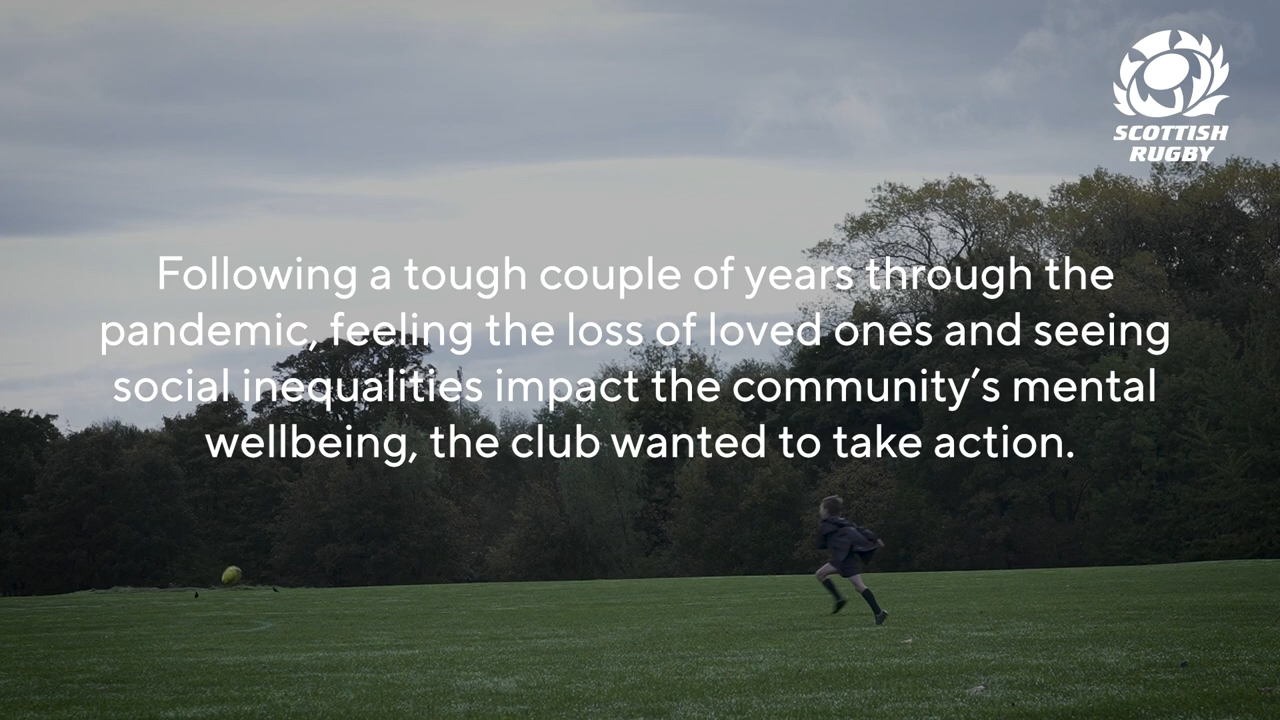 SCOTTISH
RUGBY
Following a tough couple of years through the
pandemic, feeling the loss of loved ones and seeing
social inequalities impact the community’s mental
wellbeing, the club wanted to take action.